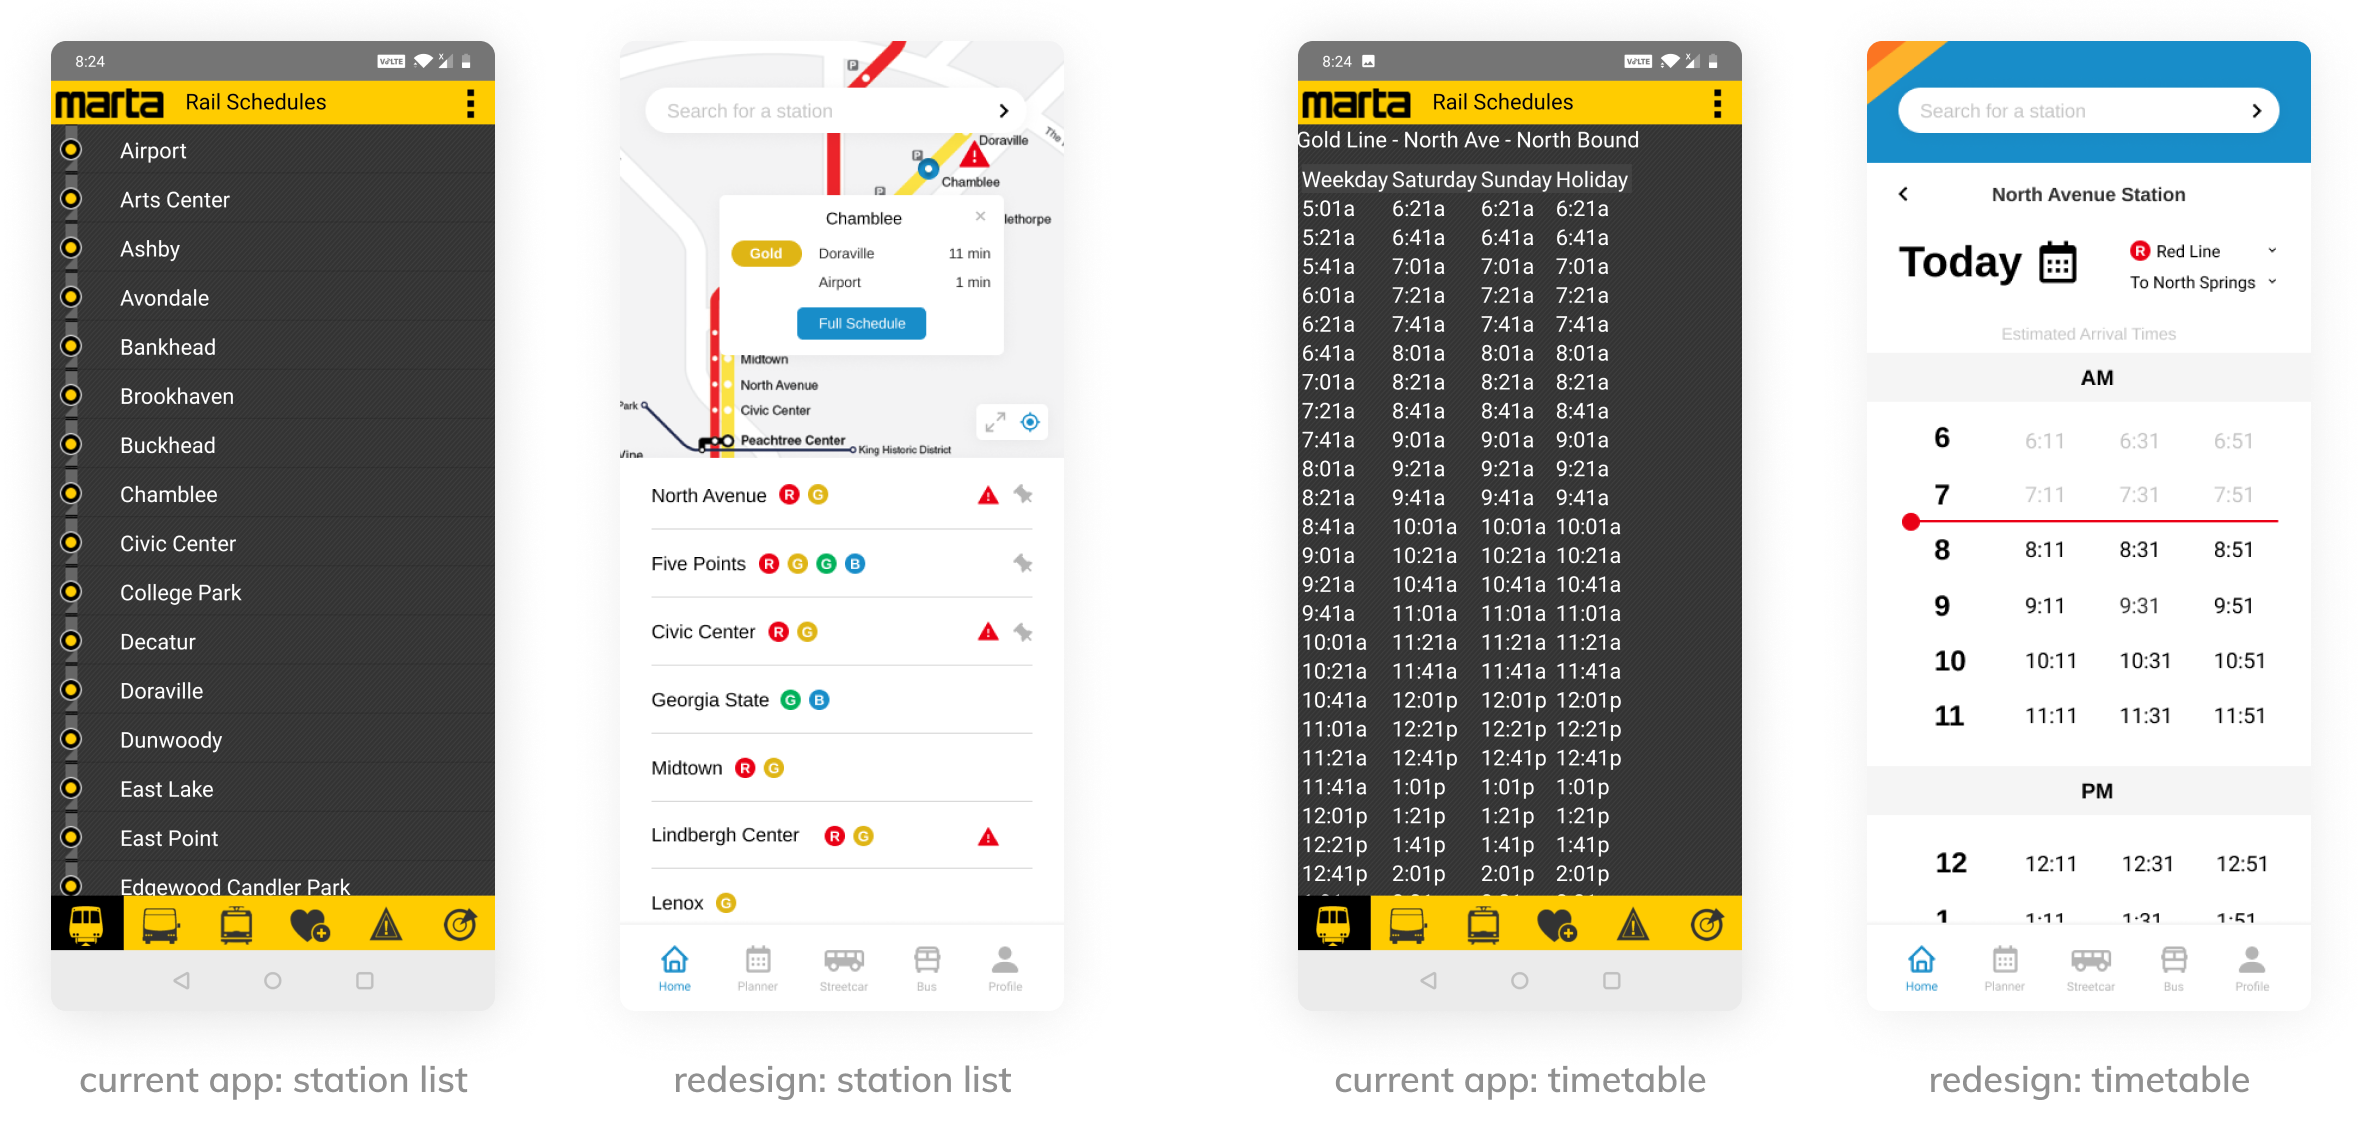 8:24
VoLTE
marta Rail Schedules
Airport
Arts Center
Ashby
Avondale
Bankhead
Brookhaven
Buckhead
Chamblee
Civic Center
College Park
Decatur
Doraville
Dunwoody
East Lake
East Point
Edgewood Candler Park
current app: station list
P
Search for a station
Doraville
The
P
Chamblee
P
lethorpe
Chamblee
Gold Doraville 11 min
Airport 1 min
Full Schedule
Midtown
North Avenue
Park
Civic Center
Peachtree Center
King Historic District
Vine
North Avenue R G
Five Points R G G B
Civic Center R G
Georgia State G B
Midtown R G
Lindbergh Center R G
Lenox G
Home Planner Streetcar Bus Profile
redesign: station list
8:24
VoLTE
marta Rail Schedules
Gold Line - North Ave - North Bound
Weekday Saturday Sunday Holiday
5:01a 6:21a 6:21a 6:21a
5:21a 6:41a 6:41a 6:41a
5:41a 7:01a 7:01a 7:01a
6:01a 7:21a 7:21a 7:21a
6:21a 7:41a 7:41a 7:41a
6:41a 8:01a 8:01a 8:01a
7:01a 8:21a 8:21a 8:21a
7:21a 8:41a 8:41a 8:41a
7:41a 9:01a 9:01a 9:01a
8:01a 9:21a 9:21a 9:21a
8:21a 9:41a 9:41a 9:41a
8:41a 10:01a 10:01a 10:01a
9:01a 10:21a 10:21a 10:21a
9:21a 10:41a 10:41a 10:41a
9:41a 11:01a 11:01a 11:01a
10:01a 11:21a 11:21a 11:21a
10:21a 11:41a 11:41a 11:41a
10:41a 12:01p 12:01p 12:01p
11:01a 12:21p 12:21p 12:21p
11:21a 12:41p 12:41p 12:41p
11:41a 1:01p 1:01p 1:01p
12:01p 1:21p 1:21p 1:21p
12:21p 1:41p 1:41p 1:41p
12:41p 2:01p 2:01p 2:01p
current app: timetable
Search for a station
North Avenue Station
Today
R Red Line
To North Springs
Estimated Arrival Times
AM
6 6:11 6:31 6:51
7 7:11 7:31 7:51
8 8:11 8:31 8:51
9 9:11 9:31 9:51
10 10:11 10:31 10:51
11 11:11 11:31 11:51
PM
12 12:11 12:31 12:51
1 1:11 1:31 1:51
Home Planner Streetcar Bus Profile
redesign: timetable